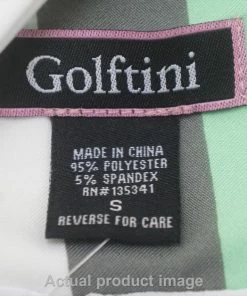 Golftini
MADE IN CHINA
95% POLYESTER
5% SPANDEX
RN#135341
S
REVERSE FOR CARE
Actual product image